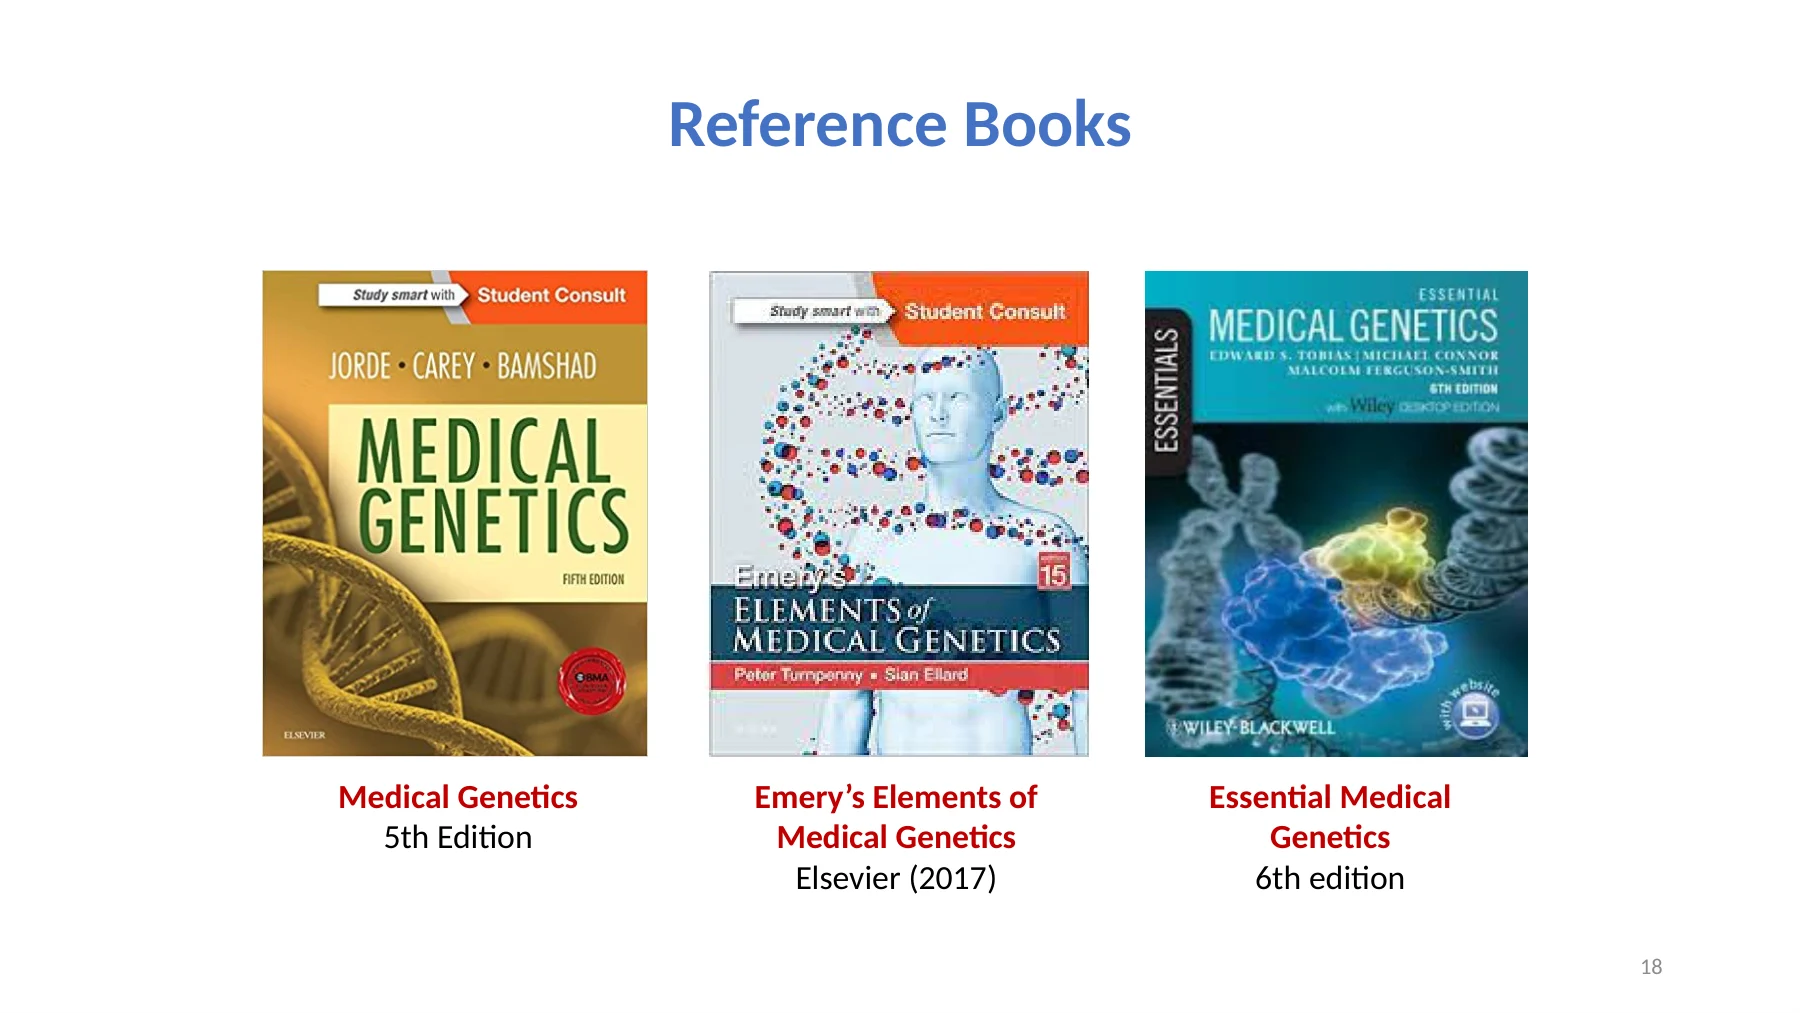 Reference Books
Study smart with Student Consult
JORDE • CAREY • BAMSHAD
MEDICAL
GENETICS
FIFTH EDITION
BMA
ELSEVIER
Medical Genetics
5th Edition
Study smart with Student Consult
edition
15
Emery's
ELEMENTS of
MEDICAL GENETICS
Peter Turnpenny ▪ Sian Ellard
Emery’s Elements of
Medical Genetics
Elsevier (2017)
ESSENTIALS
ESSENTIAL
MEDICAL GENETICS
EDWARD S. TOBIAS | MICHAEL CONNOR
MALCOLM FERGUSON-SMITH
6TH EDITION
with Wiley DESKTOP EDITION
with website
WILEY-BLACKWELL
Essential Medical
Genetics
6th edition
18